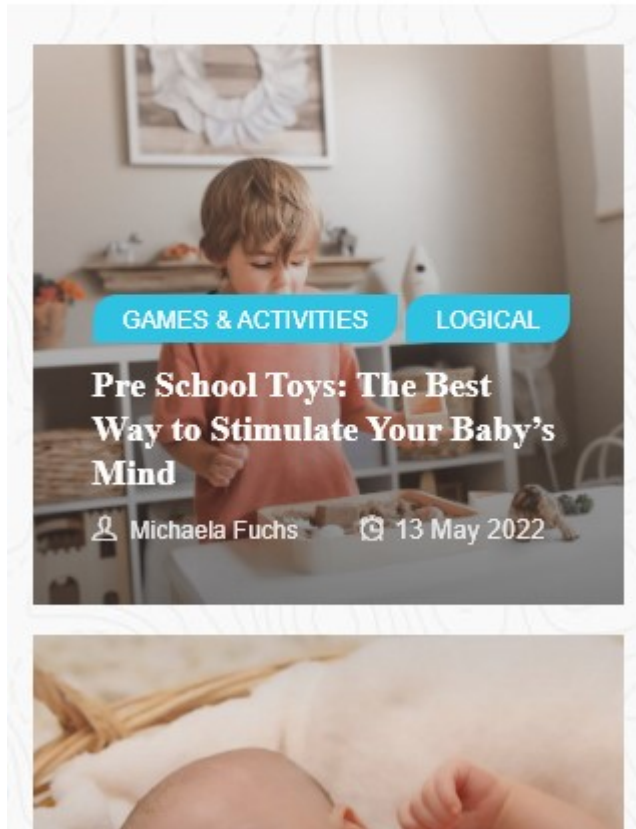 GAMES & ACTIVITIES LOGICAL
Pre School Toys: The Best
Way to Stimulate Your Baby’s
Mind
Michaela Fuchs 13 May 2022